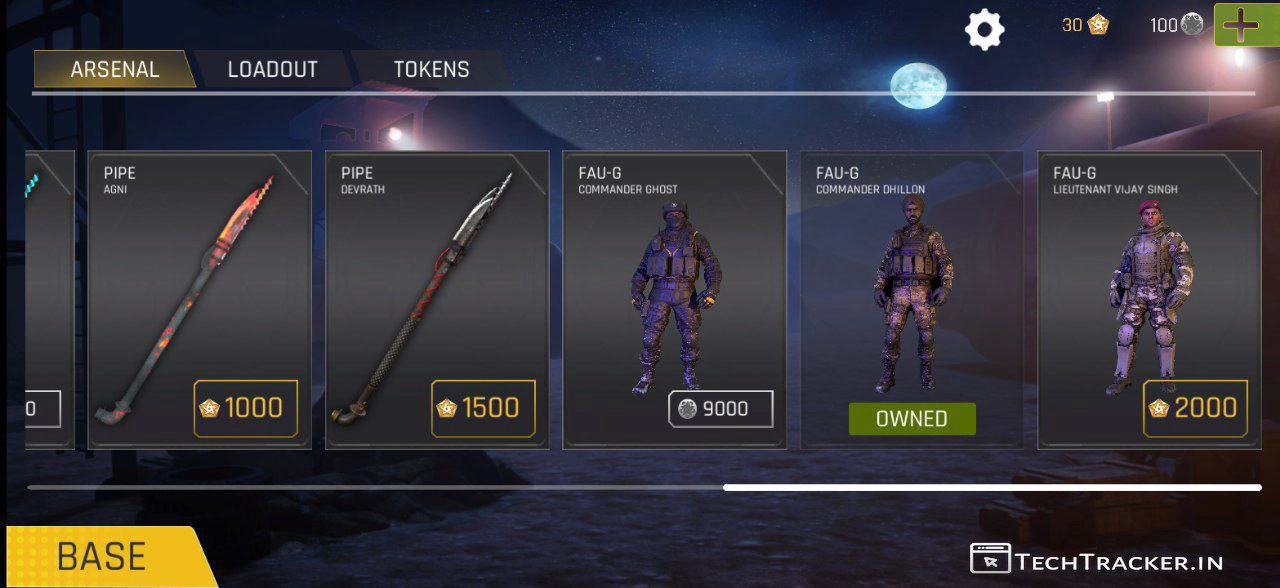 30
100
ARSENAL
LOADOUT
TOKENS
PIPE
AGNI
1000
PIPE
DEVRATH
1500
FAU-G
COMMANDER GHOST
9000
FAU-G
COMMANDER DHILLON
OWNED
FAU-G
LIEUTENANT VIJAY SINGH
2000
0
BASE
TECHTRACKER.IN